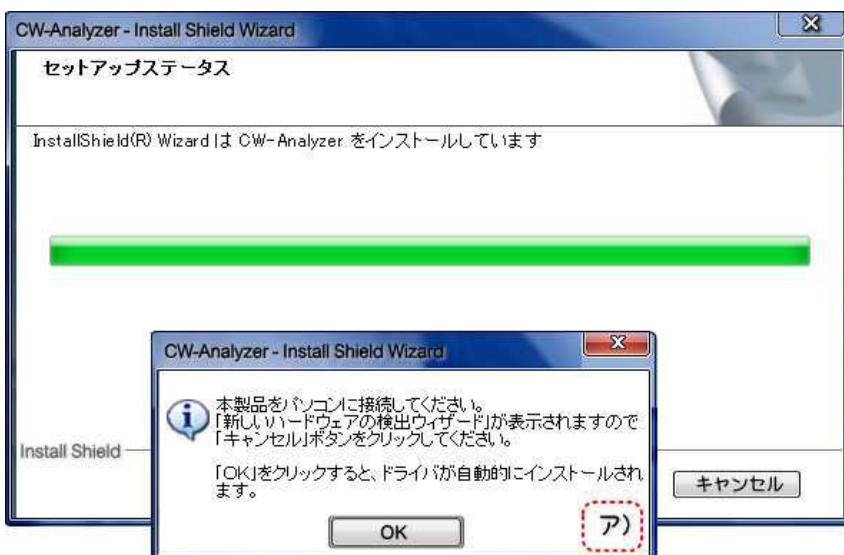 CW-Analyzer - Install Shield Wizard
セットアップステータス
InstallShield(R) Wizard は CW-Analyzer をインストールしています
CW-Analyzer - Install Shield Wizard
本製品をパソコンに接続してください。
「新しいハードウェアの検出ウィザード」が表示されますので
「キャンセル」ボタンをクリックしてください。
「OK」をクリックすると、ドライバが自動的にインストールされ
ます。
OK
ア)
Install Shield
キャンセル